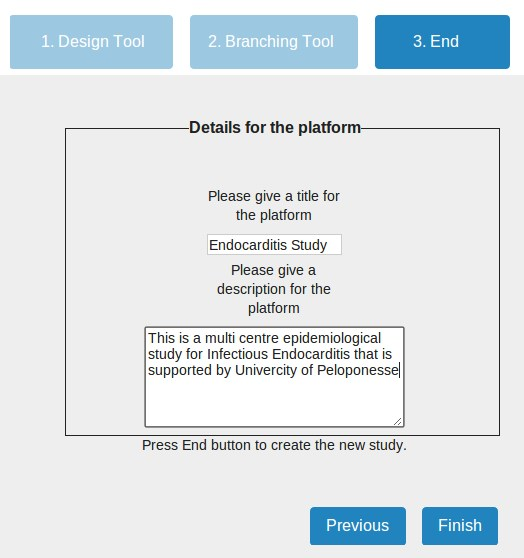 1. Design Tool
2. Branching Tool
3. End
Details for the platform
Please give a title for
the platform
Endocarditis Study
Please give a
description for the
platform
This is a multi centre epidemiological
study for Infectious Endocarditis that is
supported by Univercity of Peloponesse
Press End button to create the new study.
Previous
Finish